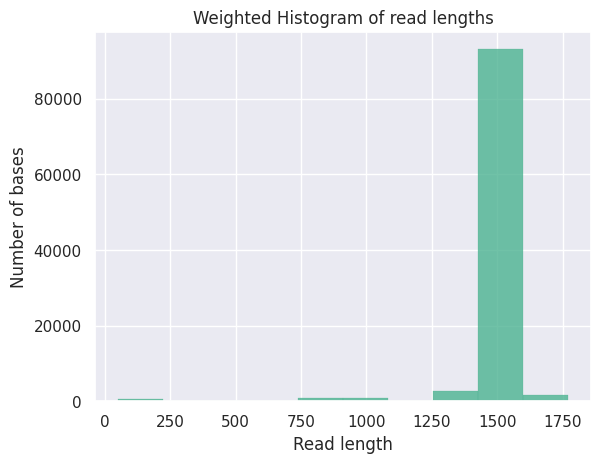 Weighted Histogram of read lengths
Number of bases
80000
60000
40000
20000
0
0 250 500 750 1000 1250 1500 1750
Read length